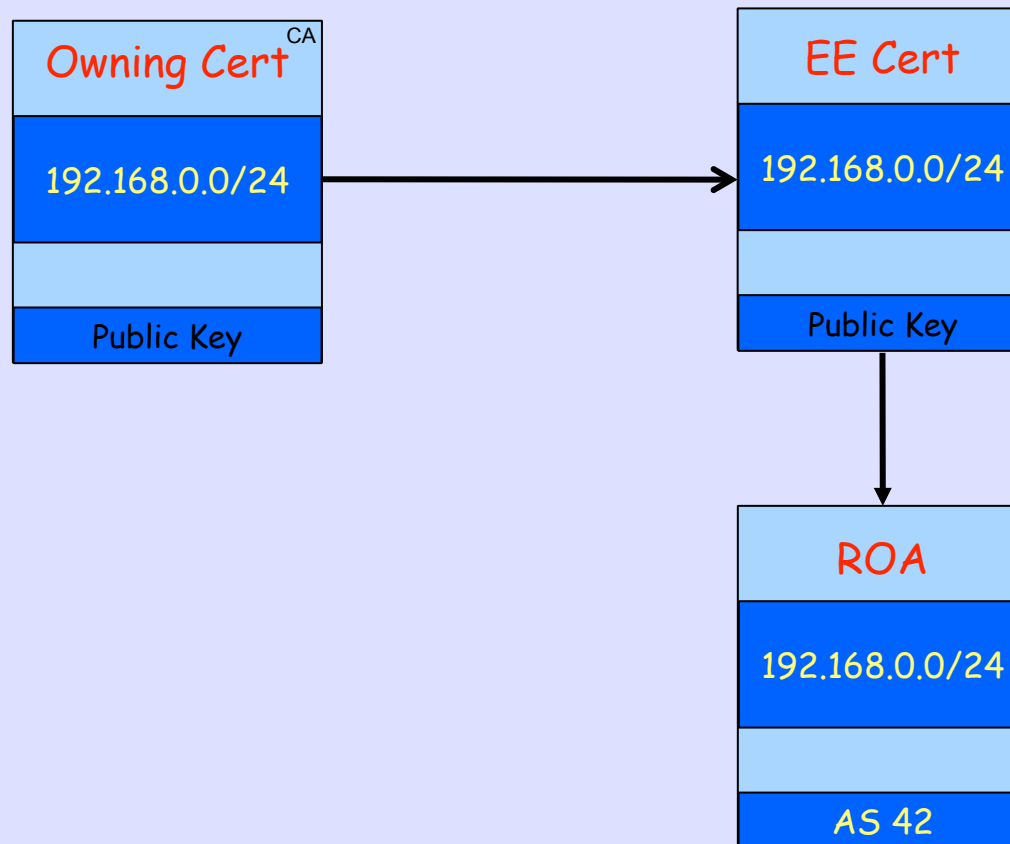 Owning Cert CA
192.168.0.0/24
Public Key
EE Cert
192.168.0.0/24
Public Key
ROA
192.168.0.0/24
AS 42